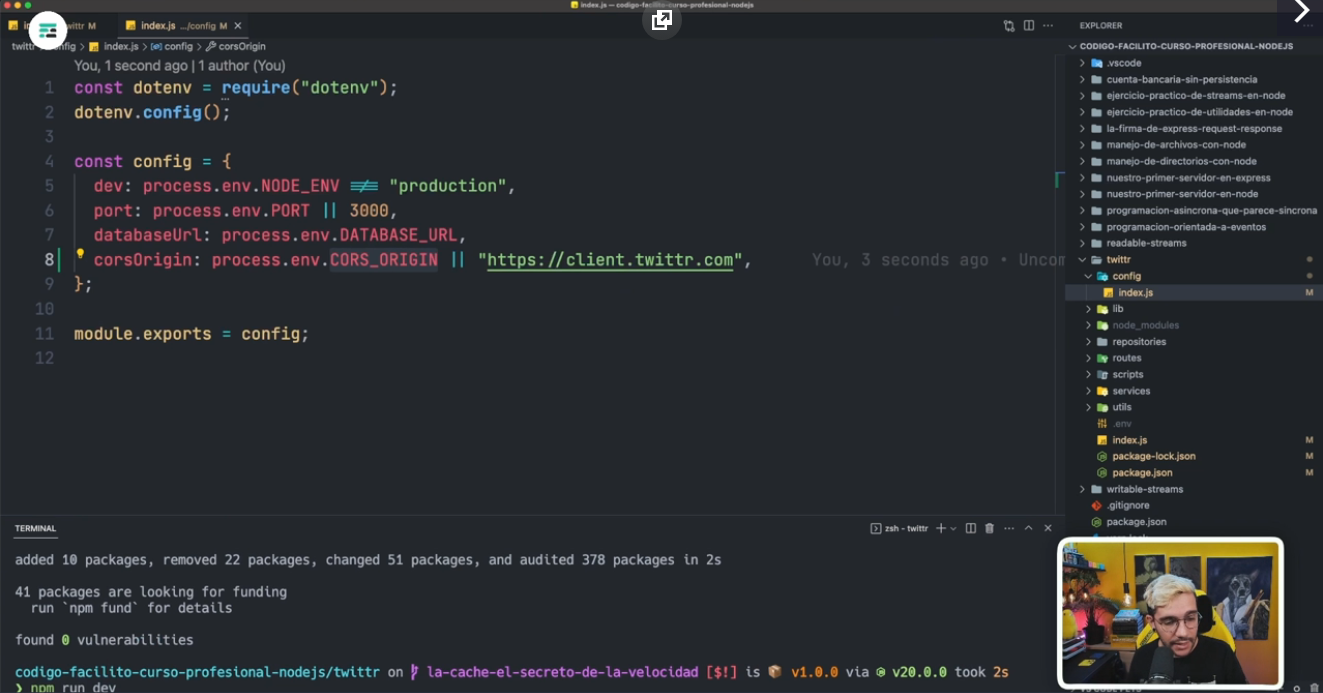 index.js — codigo-facilito-curso-profesional-nodejs
twittr M
index.js .../config M
twittr
index.js > config > corsOrigin
You, 1 second ago | 1 author (You)
1 const dotenv = require("dotenv");
2 dotenv.config();
3
4 const config = {
5 dev: process.env.NODE_ENV !== "production",
6 port: process.env.PORT || 3000,
7 databaseUrl: process.env.DATABASE_URL,
8 corsOrigin: process.env.CORS_ORIGIN || "https://client.twittr.com", You, 3 seconds ago • Uncom
9 };
10
11 module.exports = config;
12
EXPLORER
CODIGO-FACILITO-CURSO-PROFESIONAL-NODEJS
.vscode
cuenta-bancaria-sin-persistencia
ejercicio-practico-de-streams-en-node
ejercicio-practico-de-utilidades-en-node
la-firma-de-express-request-response
manejo-de-archivos-con-node
manejo-de-directorios-con-node
nuestro-primer-servidor-en-express
nuestro-primer-servidor-en-node
programacion-asincrona-que-parece-sincrona
programacion-orientada-a-eventos
readable-streams
twittr
config
index.js M
lib
node_modules
repositories
routes
scripts
services
utils
.env
index.js M
package-lock.json M
package.json M
writable-streams
.gitignore
package.json
TERMINAL
zsh - twittr
added 10 packages, removed 22 packages, changed 51 packages, and audited 378 packages in 2s
41 packages are looking for funding
run `npm fund` for details
found 0 vulnerabilities
codigo-facilito-curso-profesional-nodejs/twittr on la-cache-el-secreto-de-la-velocidad [$!] is v1.0.0 via v20.0.0 took 2s
❯ npm run dev